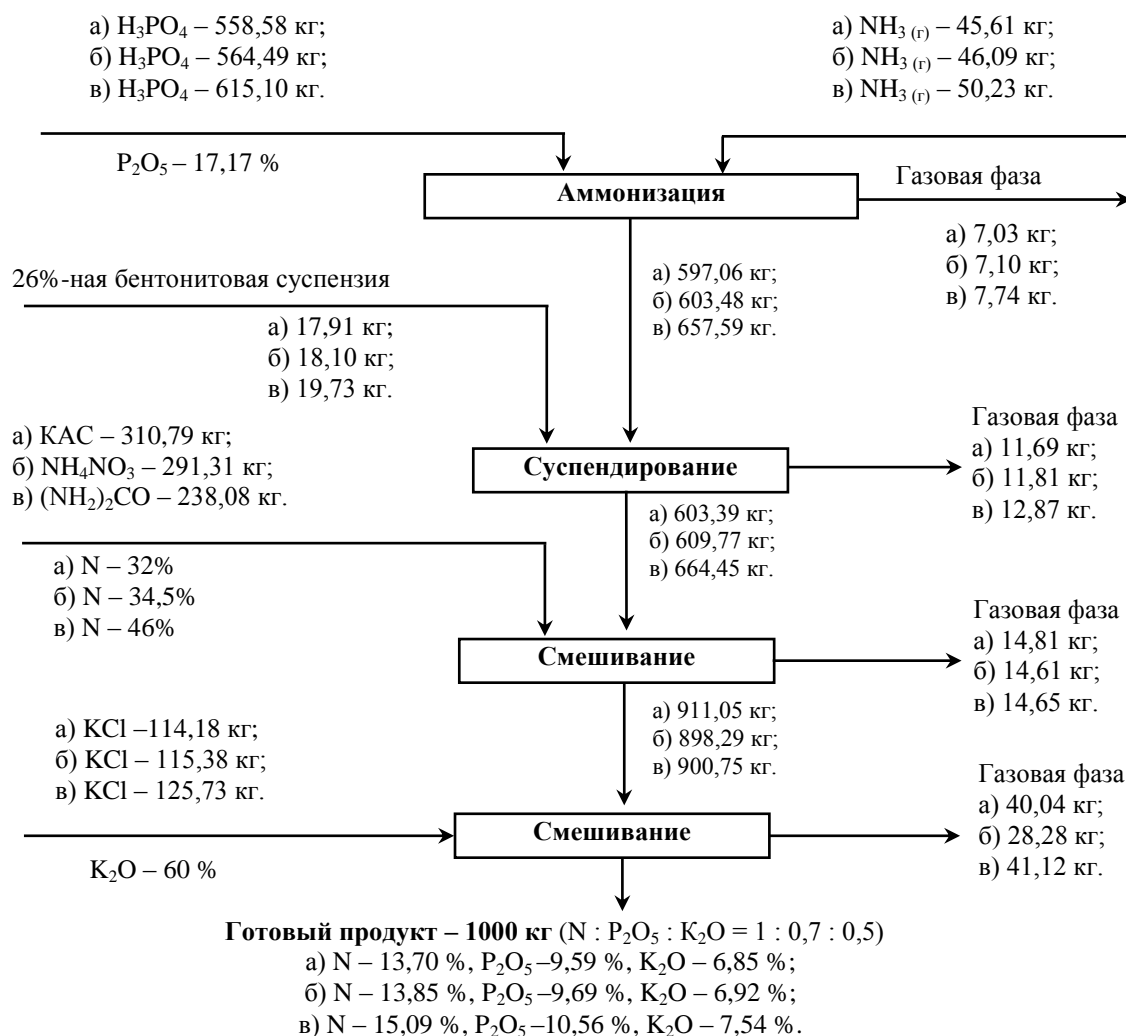 а) H₃PO₄ – 558,58 кг;
б) H₃PO₄ – 564,49 кг;
в) H₃PO₄ – 615,10 кг.
а) NH₃ (г) – 45,61 кг;
б) NH₃ (г) – 46,09 кг;
в) NH₃ (г) – 50,23 кг.
P₂O₅ – 17,17 %
Аммонизация
Газовая фаза
а) 7,03 кг;
б) 7,10 кг;
в) 7,74 кг.
а) 597,06 кг;
б) 603,48 кг;
в) 657,59 кг.
26%-ная бентонитовая суспензия
а) 17,91 кг;
б) 18,10 кг;
в) 19,73 кг.
а) КАС – 310,79 кг;
б) NH₄NO₃ – 291,31 кг;
в) (NH₂)₂CO – 238,08 кг.
Суспендирование
Газовая фаза
а) 11,69 кг;
б) 11,81 кг;
в) 12,87 кг.
а) 603,39 кг;
б) 609,77 кг;
в) 664,45 кг.
а) N – 32%
б) N – 34,5%
в) N – 46%
Смешивание
Газовая фаза
а) 14,81 кг;
б) 14,61 кг;
в) 14,65 кг.
а) 911,05 кг;
б) 898,29 кг;
в) 900,75 кг.
а) KCl –114,18 кг;
б) KCl – 115,38 кг;
в) KCl – 125,73 кг.
Смешивание
Газовая фаза
а) 40,04 кг;
б) 28,28 кг;
в) 41,12 кг.
K₂O – 60 %
Готовый продукт – 1000 кг (N : P₂O₅ : K₂O = 1 : 0,7 : 0,5)
а) N – 13,70 %, P₂O₅ –9,59 %, K₂O – 6,85 %;
б) N – 13,85 %, P₂O₅ –9,69 %, K₂O – 6,92 %;
в) N – 15,09 %, P₂O₅ –10,56 %, K₂O – 7,54 %.